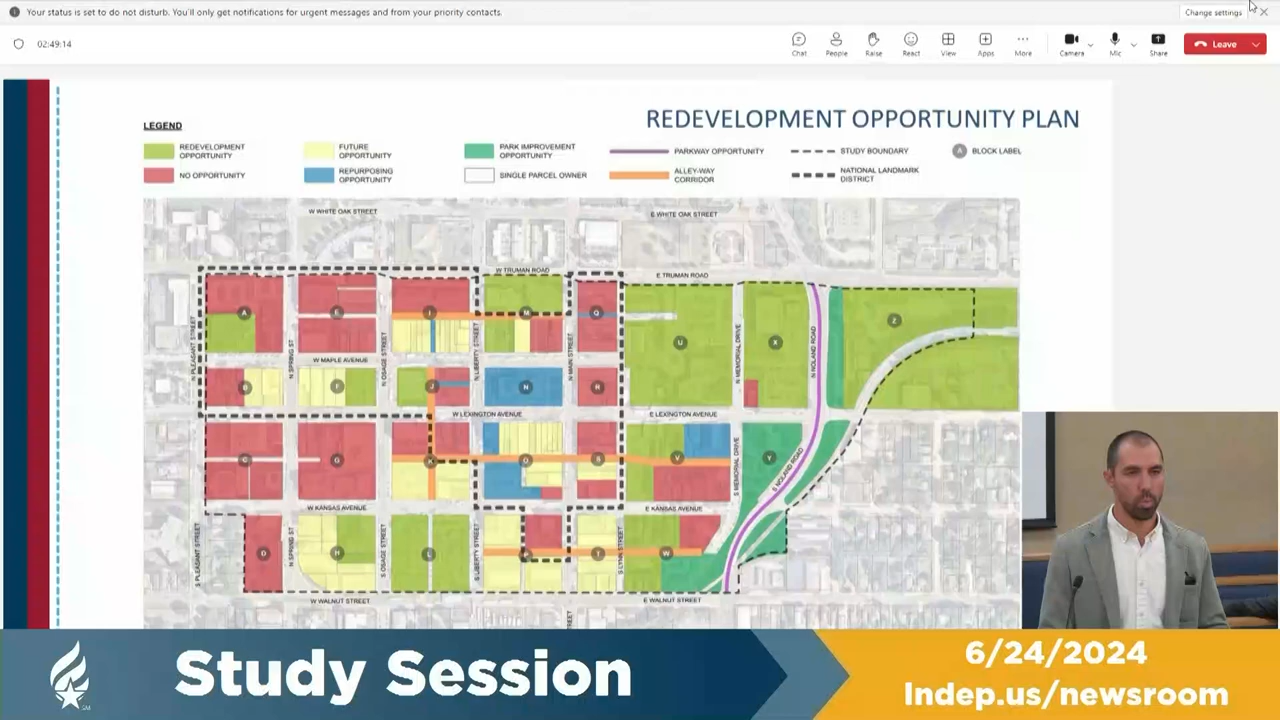 Your status is set to do not disturb. You'll only get notifications for urgent messages and from your priority contacts.
Change settings
02:49:14
Chat
People
Raise
React
View
Apps
More
Camera
Mic
Share
Leave
REDEVELOPMENT OPPORTUNITY PLAN
LEGEND
REDEVELOPMENT
OPPORTUNITY
FUTURE
OPPORTUNITY
PARK IMPROVEMENT
OPPORTUNITY
PARKWAY OPPORTUNITY
STUDY BOUNDARY
A
BLOCK LABEL
NO OPPORTUNITY
REPURPOSING
OPPORTUNITY
SINGLE PARCEL OWNER
ALLEY-WAY
CORRIDOR
NATIONAL LANDMARK
DISTRICT
W WHITE OAK STREET
E WHITE OAK STREET
W TRUMAN ROAD
E TRUMAN ROAD
A
E
I
M
Q
U
X
Z
N PLEASANT STREET
N SPRING ST
N OSAGE STREET
N LIBERTY STREET
N MAIN STREET
N MEMORIAL DRIVE
N NOLAND ROAD
W MAPLE AVENUE
B
F
J
N
R
W LEXINGTON AVENUE
E LEXINGTON AVENUE
C
G
K
O
S
V
Y
S MEMORIAL DRIVE
S NOLAND ROAD
W KANSAS AVENUE
E KANSAS AVENUE
S PLEASANT STREET
N SPRING ST
S OSAGE STREET
S LIBERTY STREET
S LYNN STREET
D
H
L
T
W
W WALNUT STREET
E WALNUT STREET
Study Session
6/24/2024
Indep.us/newsroom